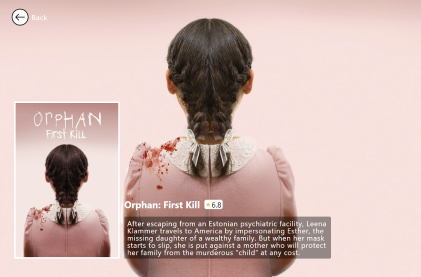 Back
ORPHAN
First Kill
Orphan: First Kill 6.8
After escaping from an Estonian psychiatric facility, Leena
Klammer travels to America by impersonating Esther, the
missing daughter of a wealthy family. But when her mask
starts to slip, she is put against a mother who will protect
her family from the murderous "child" at any cost.